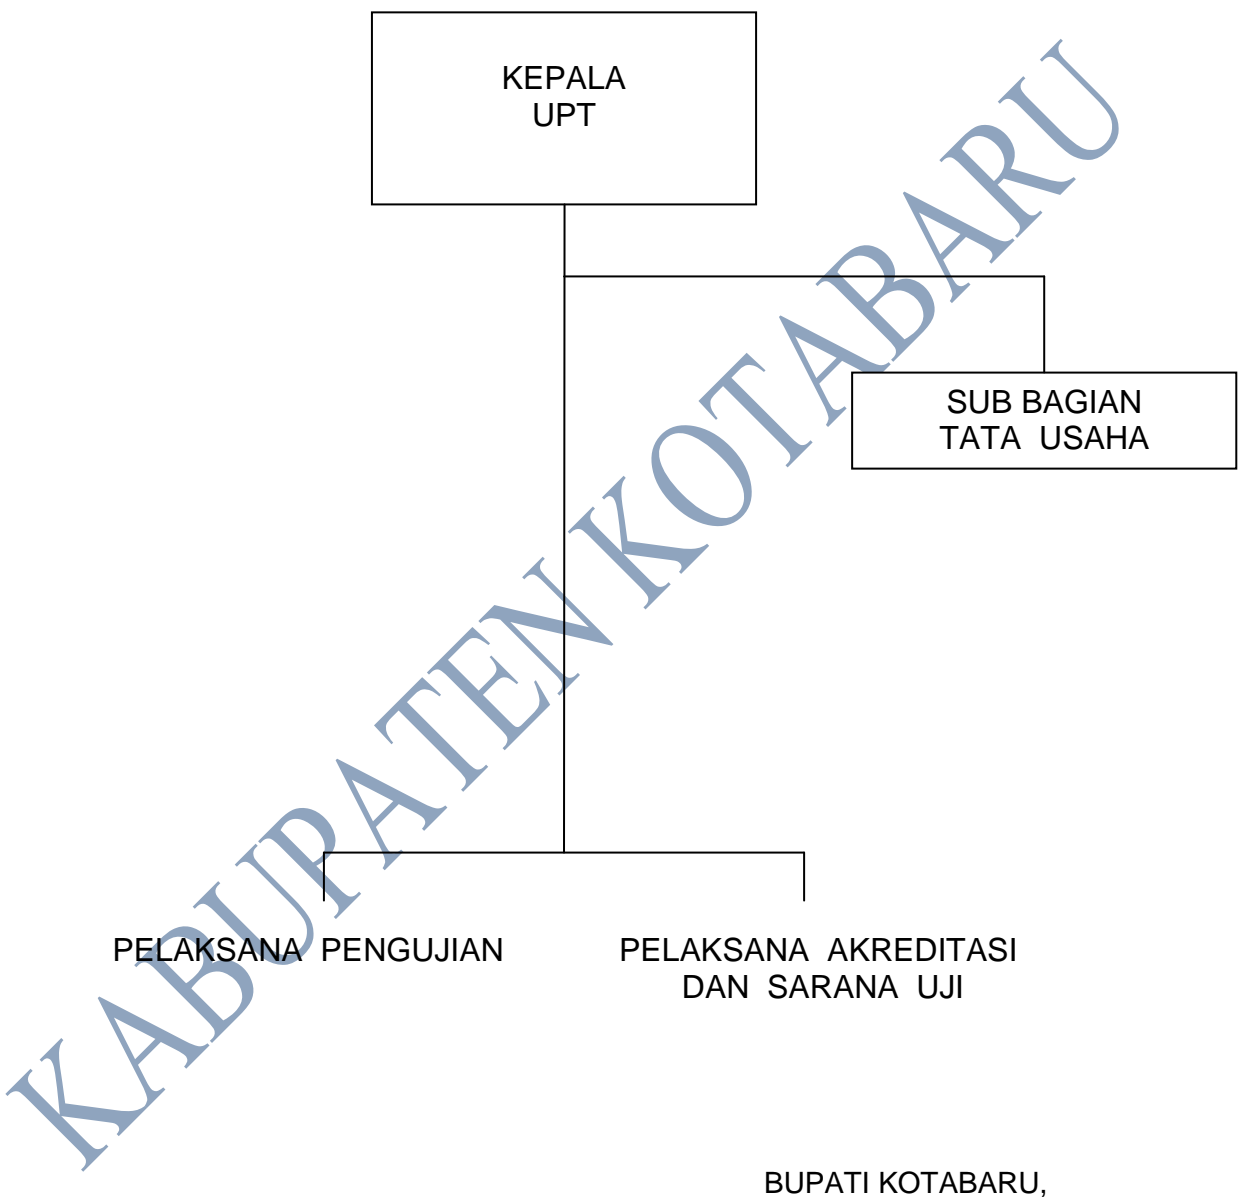 KEPALA
UPT
SUB BAGIAN
TATA USAHA
PELAKSANA PENGUJIAN
PELAKSANA AKREDITASI
DAN SARANA UJI
KABUPATEN KOTABARU
BUPATI KOTABARU,